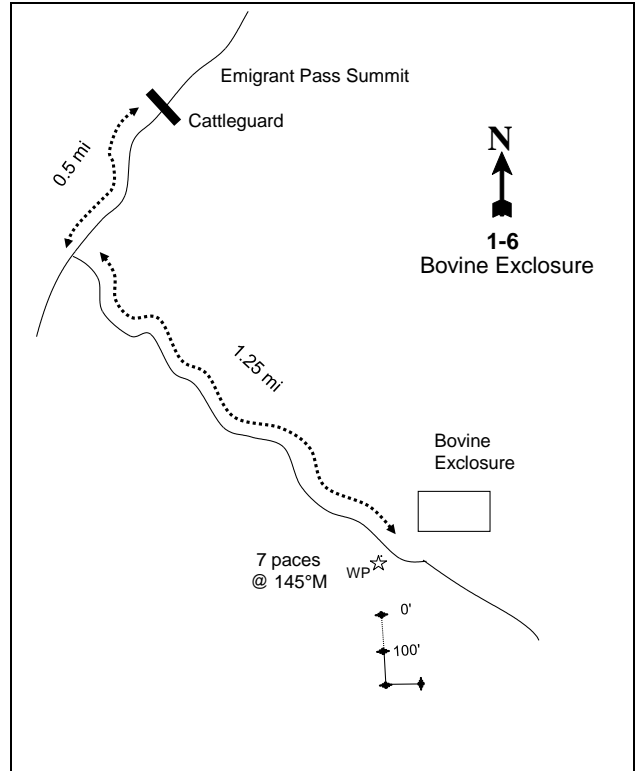 Emigrant Pass Summit
Cattleguard
0.5 mi
N
1-6
Bovine Exclosure
1.25 mi
Bovine
Exclosure
7 paces
@ 145°M
WP
0'
100'